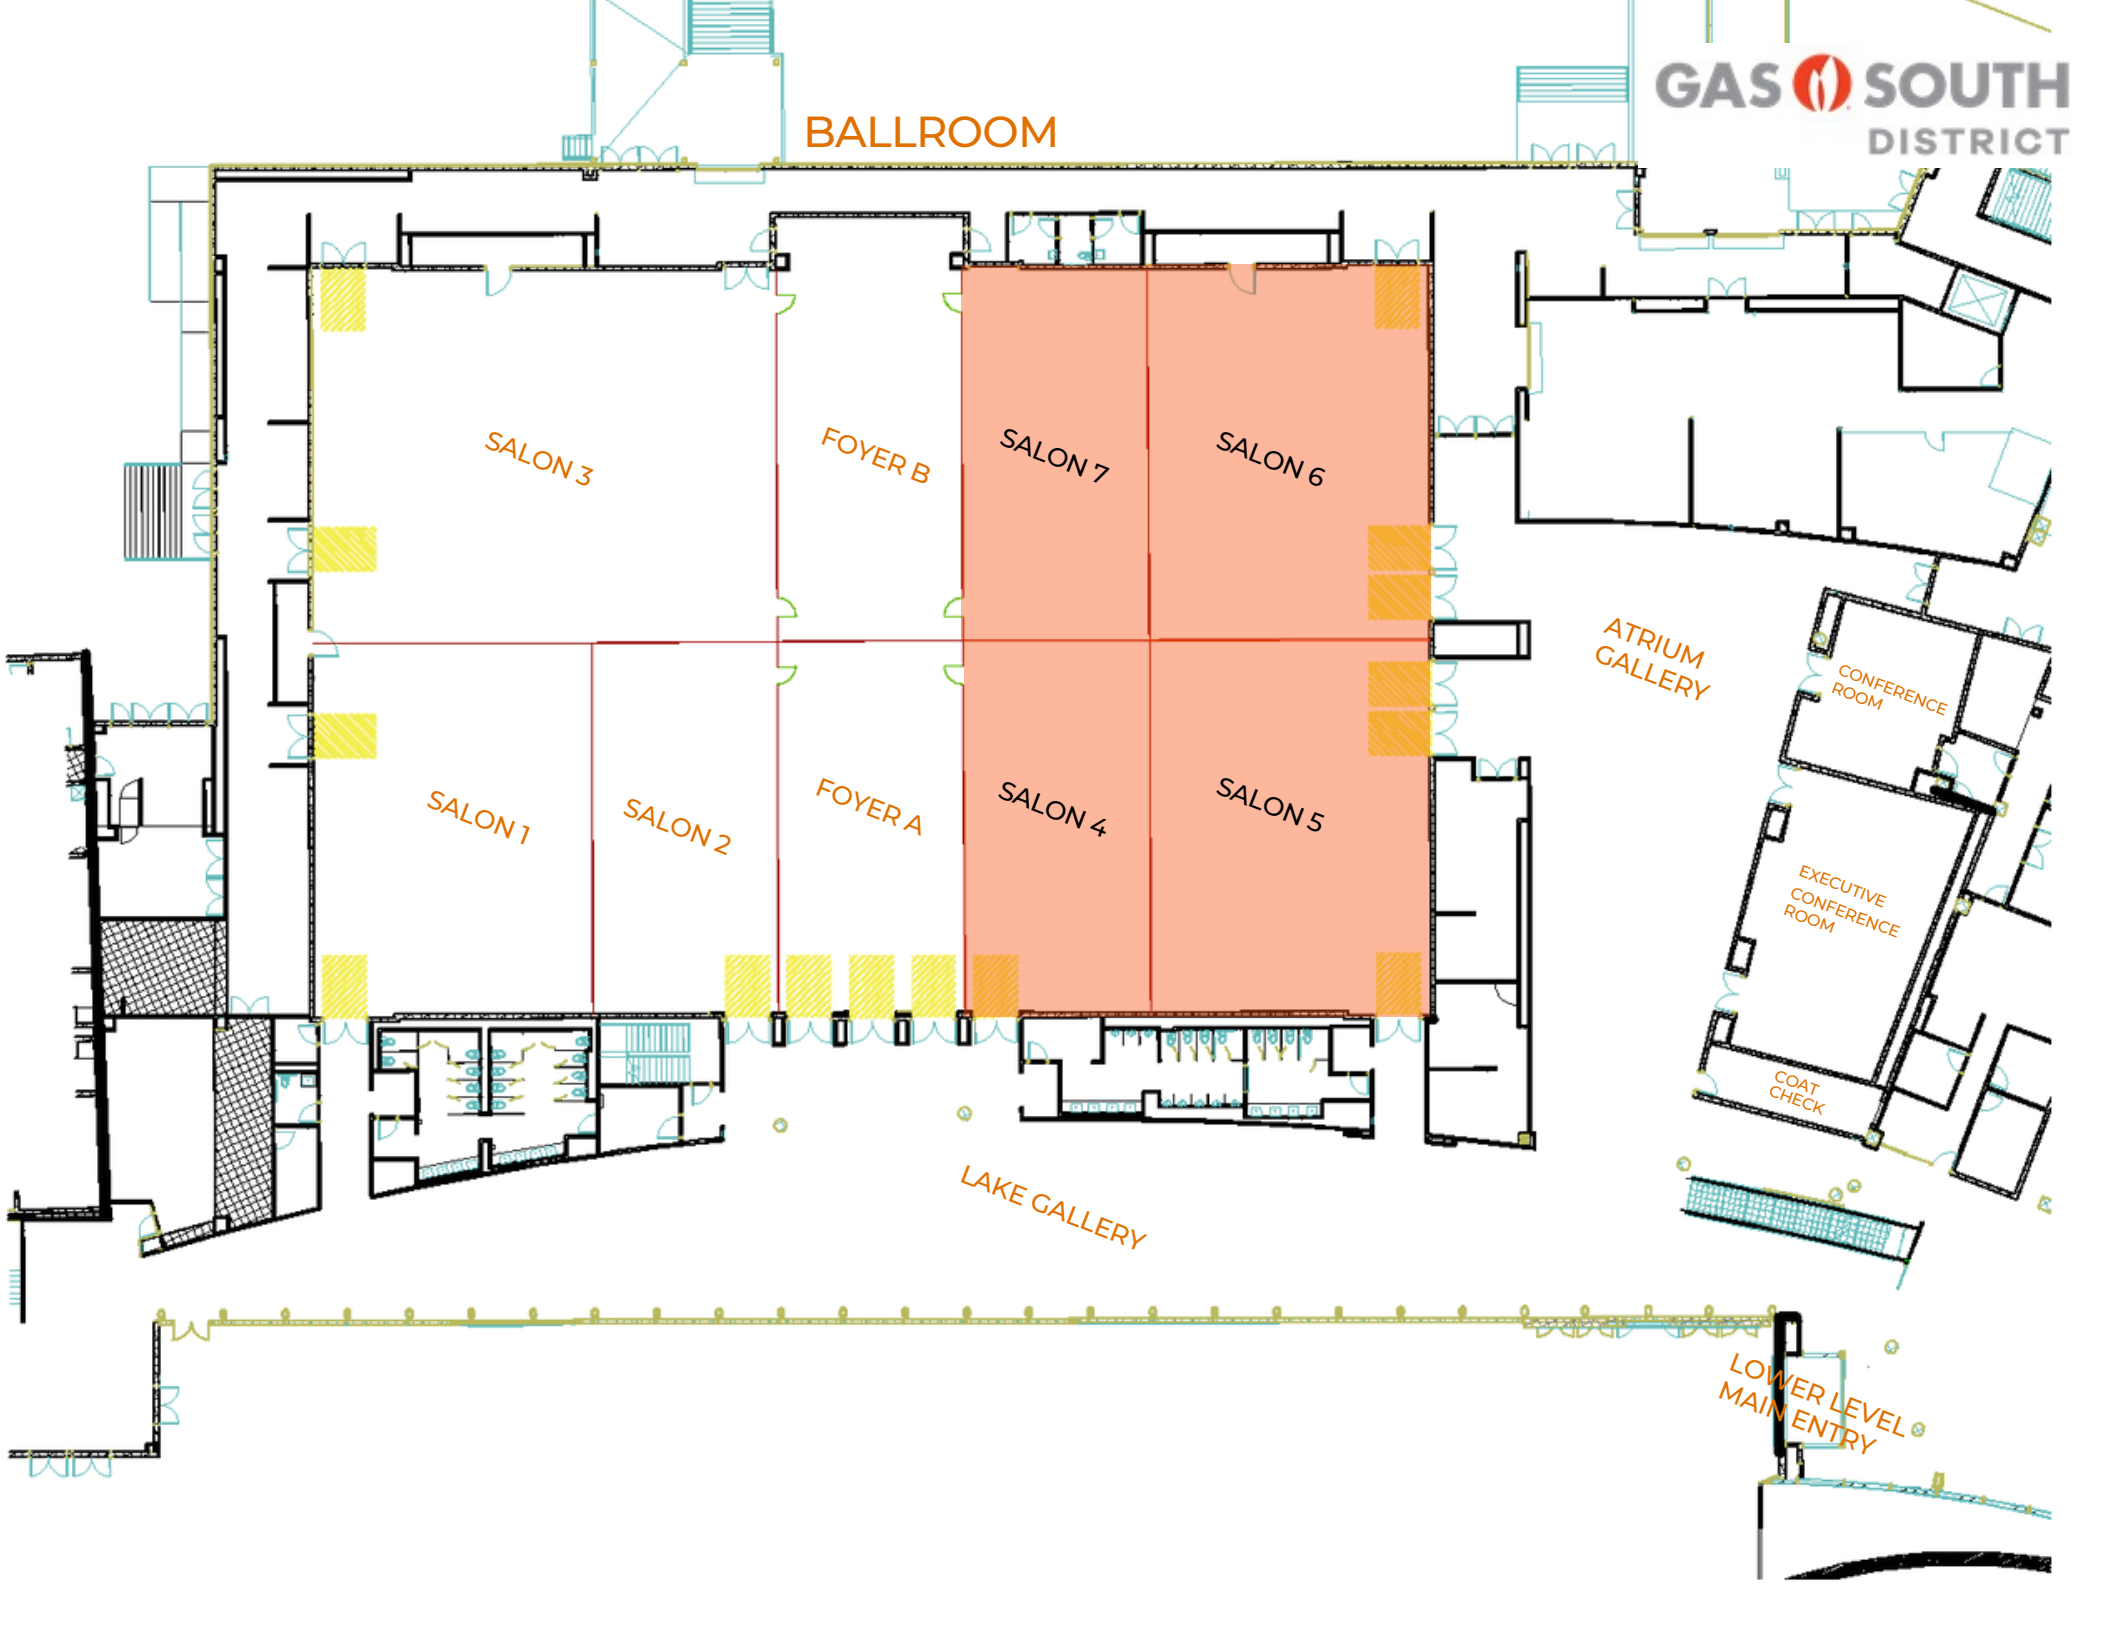 GAS SOUTH
DISTRICT
BALLROOM
SALON 3
FOYER B
SALON 7
SALON 6
ATRIUM
GALLERY
CONFERENCE
ROOM
SALON 1
SALON 2
FOYER A
SALON 4
SALON 5
EXECUTIVE
CONFERENCE
ROOM
COAT
CHECK
LAKE GALLERY
LOWER LEVEL
MAIN ENTRY